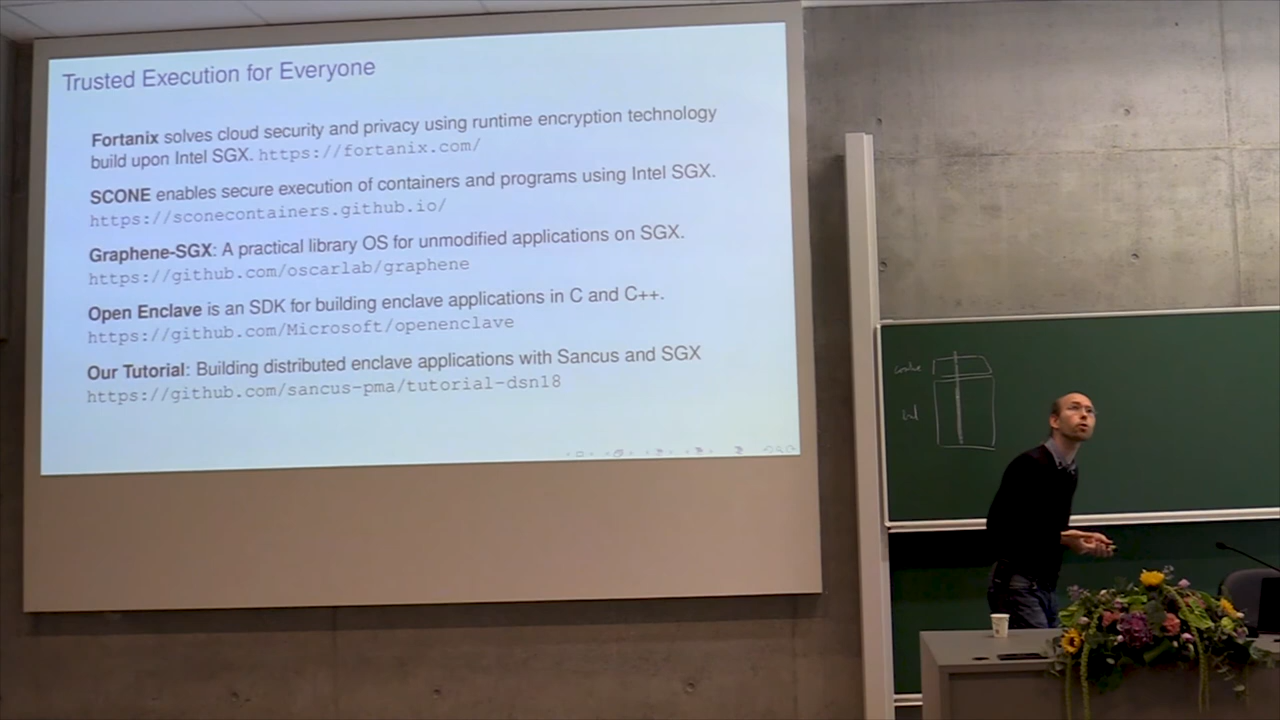 Trusted Execution for Everyone
Fortanix solves cloud security and privacy using runtime encryption technology
build upon Intel SGX. https://fortanix.com/
SCONE enables secure execution of containers and programs using Intel SGX.
https://sconecontainers.github.io/
Graphene-SGX: A practical library OS for unmodified applications on SGX.
https://github.com/oscarlab/graphene
Open Enclave is an SDK for building enclave applications in C and C++.
https://github.com/Microsoft/openenclave
Our Tutorial: Building distributed enclave applications with Sancus and SGX
https://github.com/sancus-pma/tutorial-dsn18